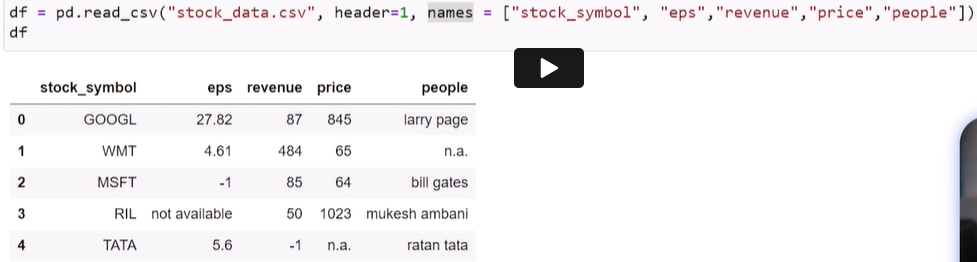 df = pd.read_csv("stock_data.csv", header=1, names = ["stock_symbol", "eps","revenue","price","people"])
df
stock_symbol eps revenue price people
0 GOOGL 27.82 87 845 larry page
1 WMT 4.61 484 65 n.a.
2 MSFT -1 85 64 bill gates
3 RIL not available 50 1023 mukesh ambani
4 TATA 5.6 -1 n.a. ratan tata